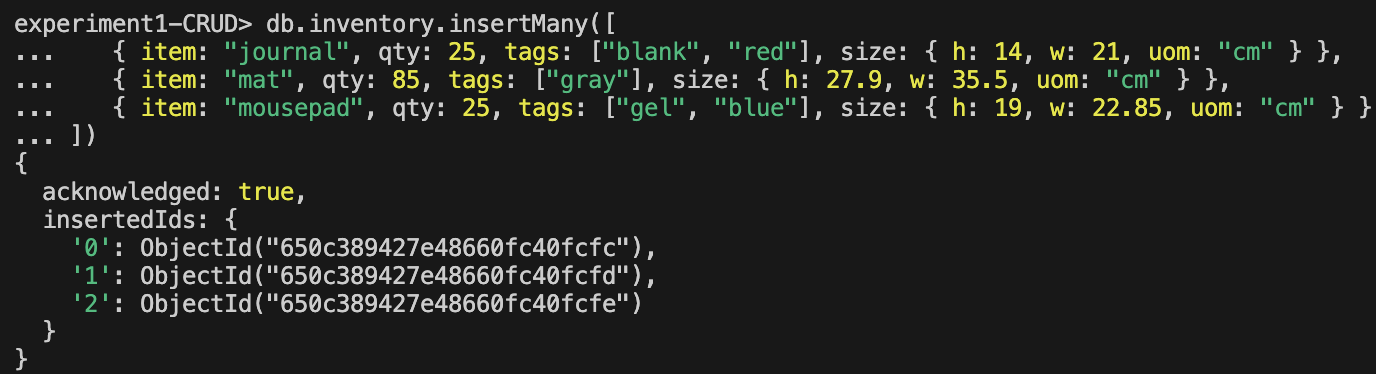 experiment1-CRUD> db.inventory.insertMany([
...    { item: "journal", qty: 25, tags: ["blank", "red"], size: { h: 14, w: 21, uom: "cm" } },
...    { item: "mat", qty: 85, tags: ["gray"], size: { h: 27.9, w: 35.5, uom: "cm" } },
...    { item: "mousepad", qty: 25, tags: ["gel", "blue"], size: { h: 19, w: 22.85, uom: "cm" } }
... ])
{
  acknowledged: true,
  insertedIds: {
    '0': ObjectId("650c389427e48660fc40fcfc"),
    '1': ObjectId("650c389427e48660fc40fcfd"),
    '2': ObjectId("650c389427e48660fc40fcfe")
  }
}